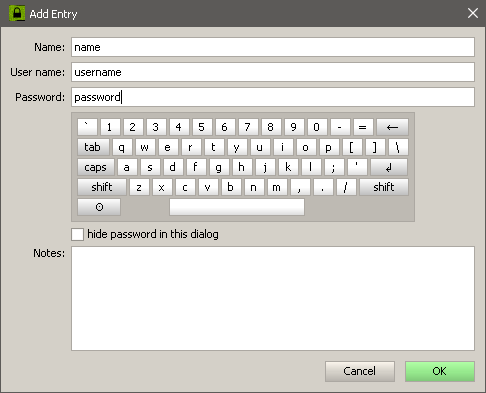 Add Entry
Name: name
User name: username
Password: password
` 1 2 3 4 5 6 7 8 9 0 - = ←
tab q w e r t y u i o p [ ] \
caps a s d f g h j k l ; ' ↲
shift z x c v b n m , . / shift
hide password in this dialog
Notes:
Cancel OK